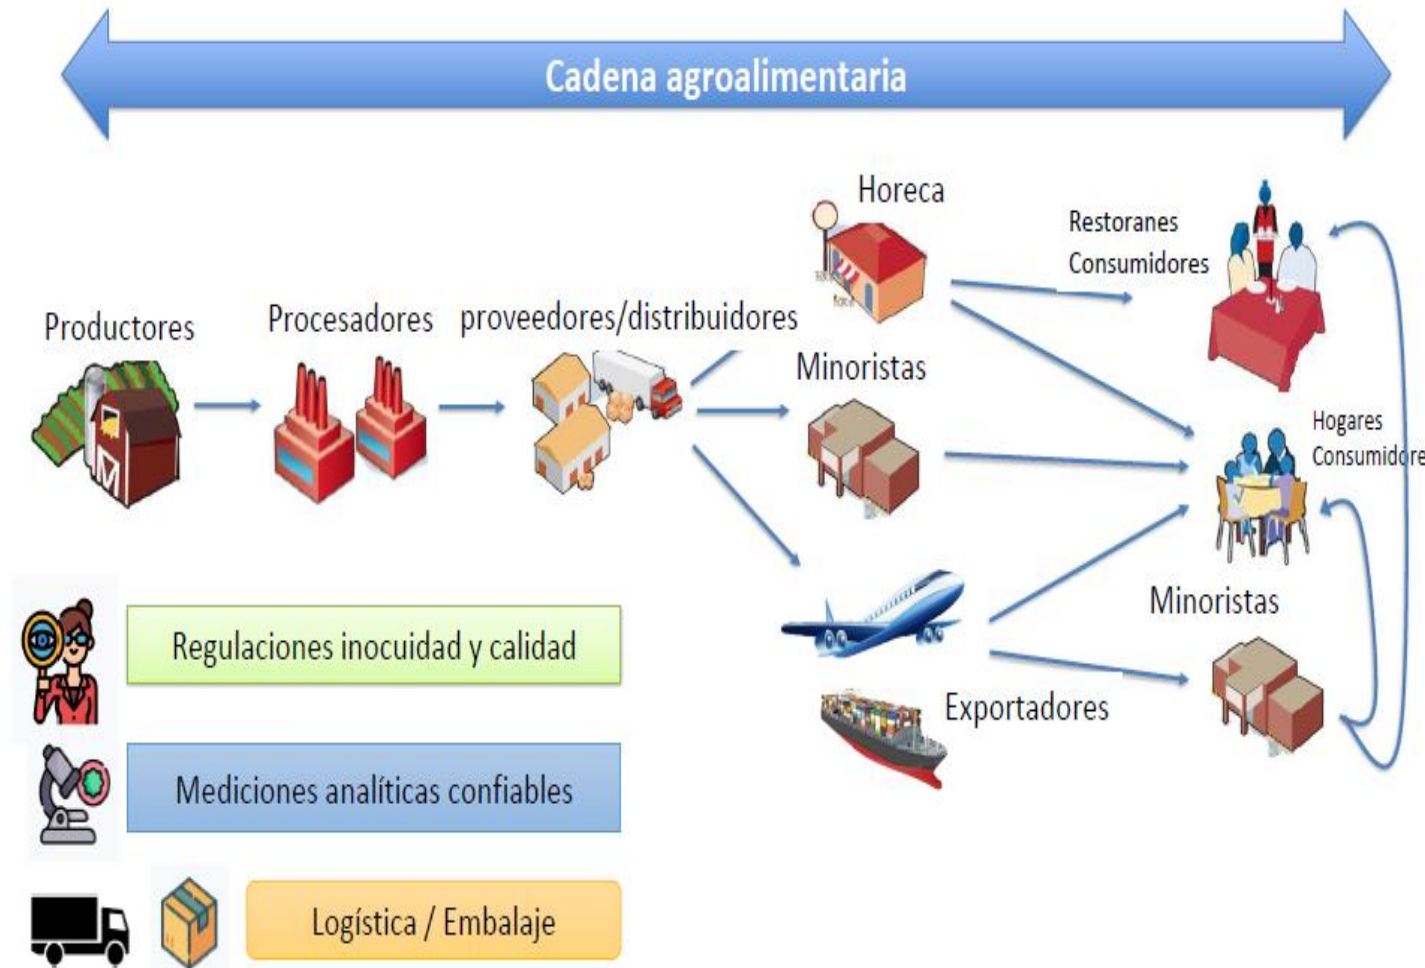 Cadena agroalimentaria
Horeca
Restoranes
Consumidores
Productores
Procesadores
proveedores/distribuidores
Minoristas
Hogares
Consumidore
Minoristas
Exportadores
Regulaciones inocuidad y calidad
Mediciones analíticas confiables
Logística / Embalaje